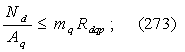 N_d / A_q ≤ m_q R_dqp ; (273)